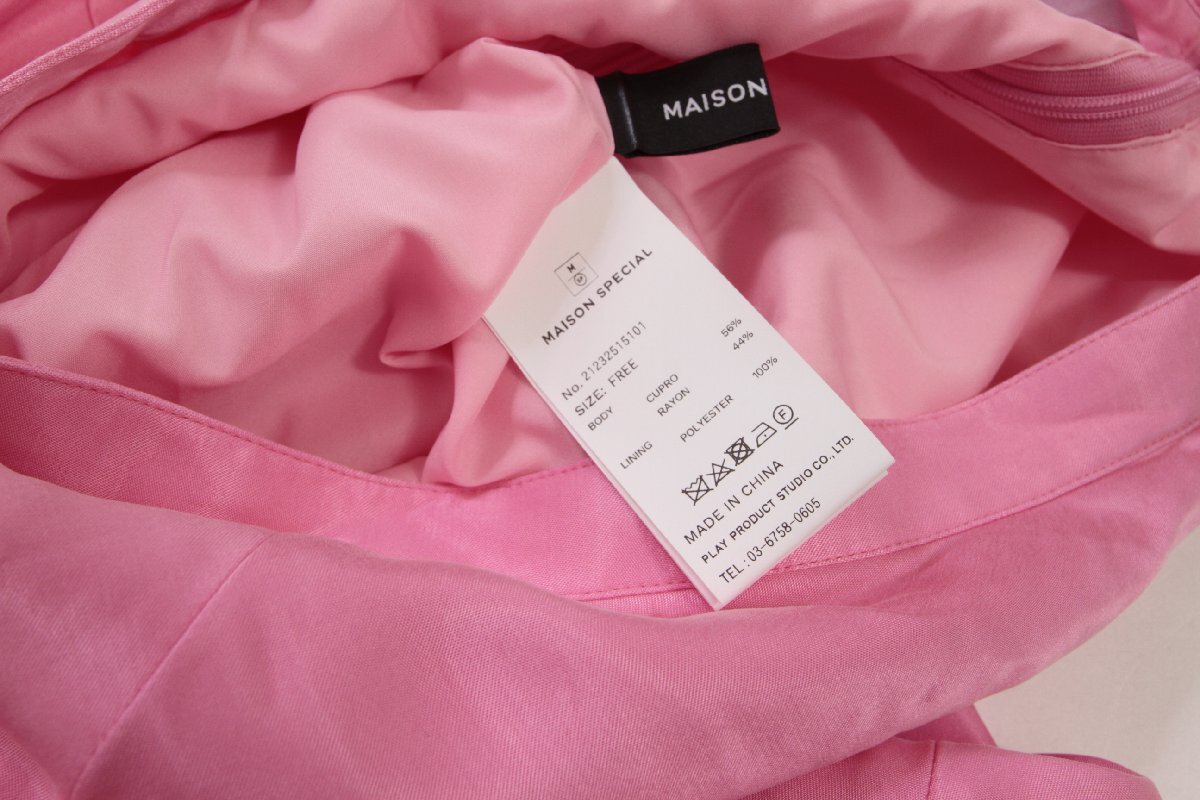 MAISON
M
SP
MAISON SPECIAL
No. 21232515101
SIZE: FREE
BODY CUPRO 56%
RAYON 44%
LINING POLYESTER 100%
F
MADE IN CHINA
PLAY PRODUCT STUDIO CO., LTD.
TEL : 03-6758-0605